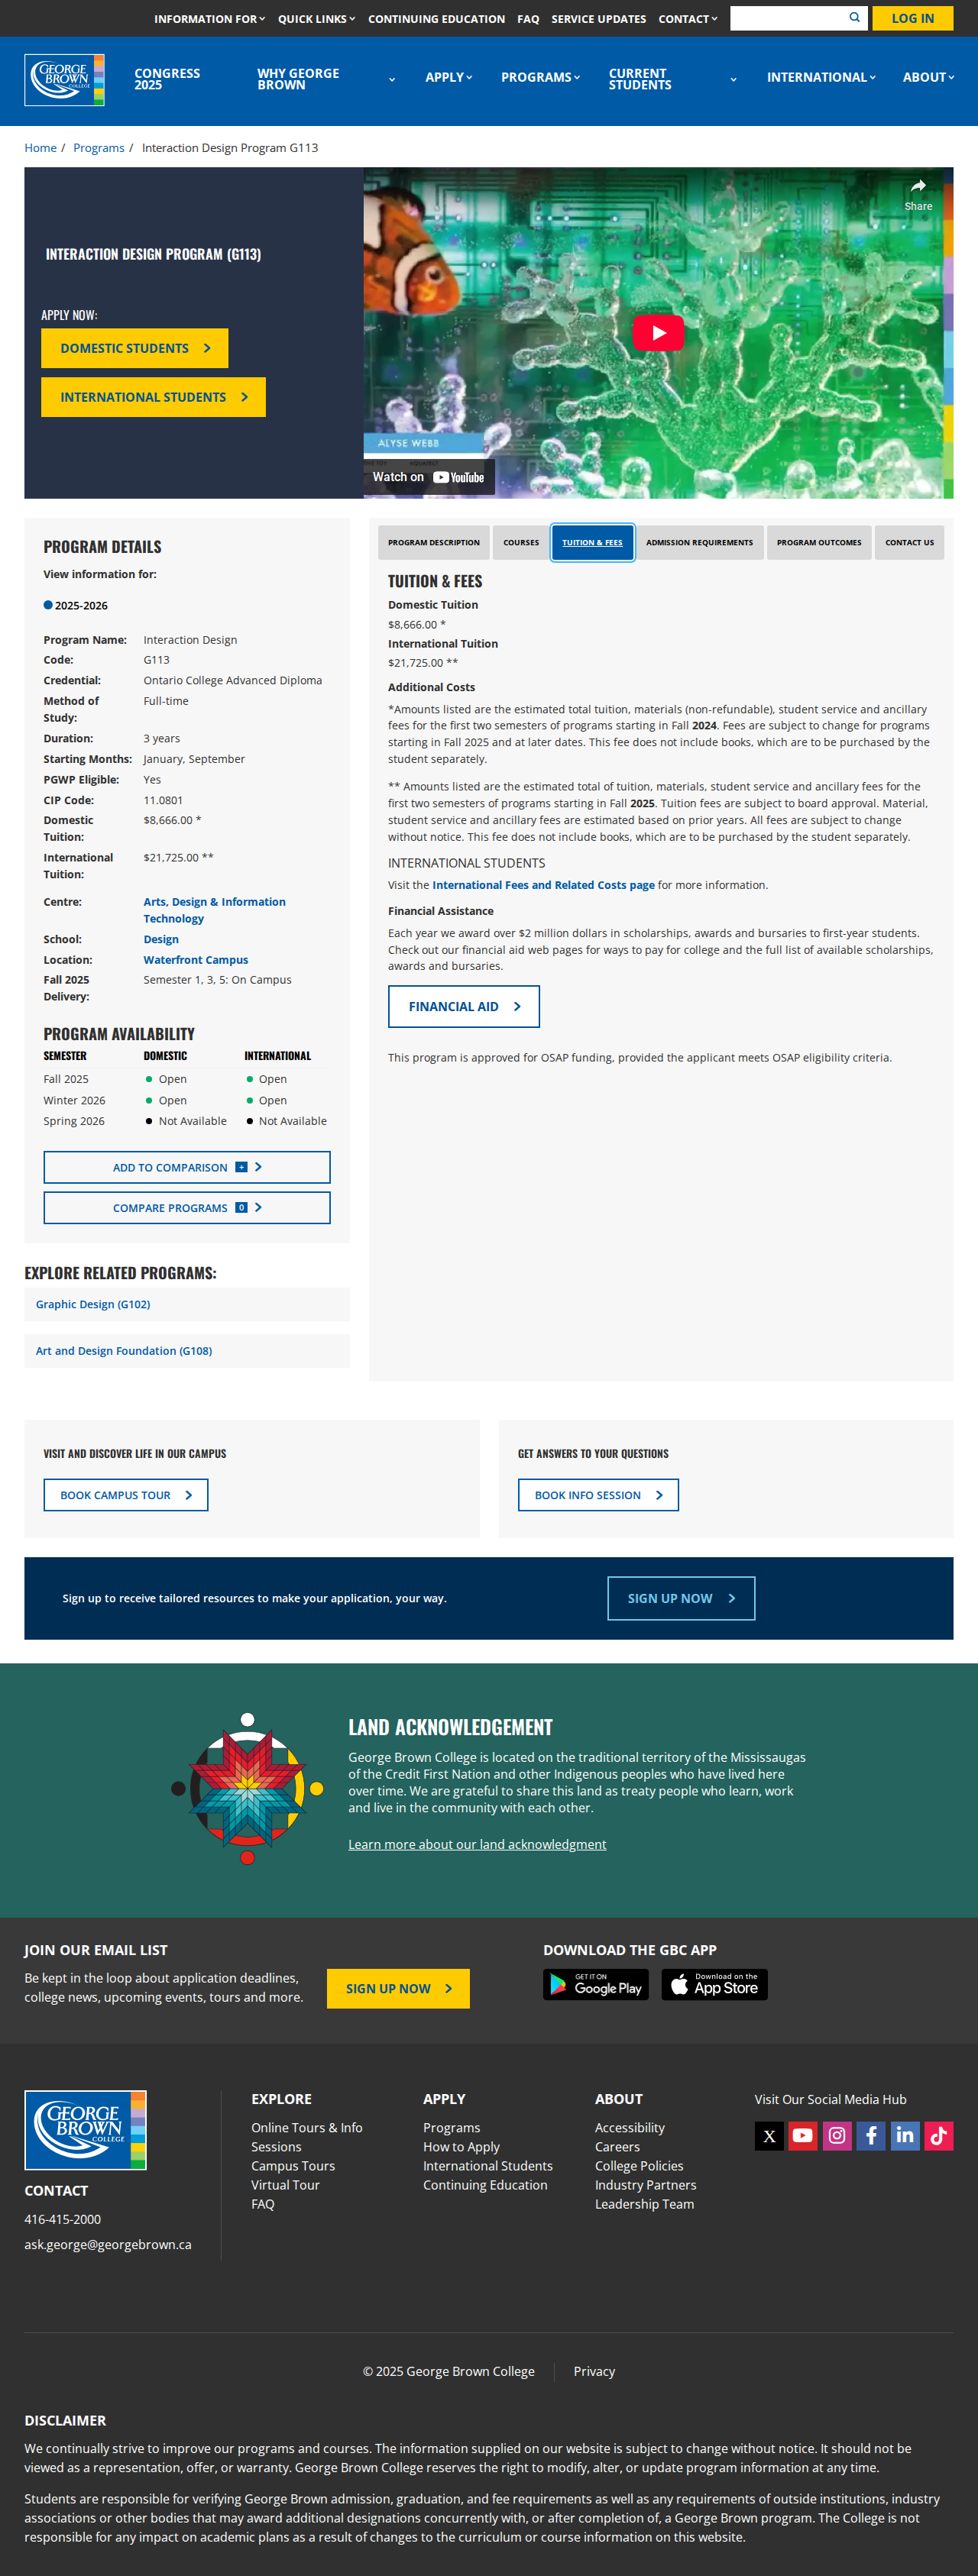 INFORMATION FOR QUICK LINKS CONTINUING EDUCATION FAQ SERVICE UPDATES CONTACT LOG IN
GEORGE BROWN COLLEGE
CONGRESS 2025
WHY GEORGE BROWN
APPLY
PROGRAMS
CURRENT STUDENTS
INTERNATIONAL
ABOUT
Home / Programs / Interaction Design Program G113
INTERACTION DESIGN PROGRAM (G113)
APPLY NOW:
DOMESTIC STUDENTS
INTERNATIONAL STUDENTS
Share
ALYSE WEBB
Watch on YouTube
PROGRAM DETAILS
View information for:
2025-2026
Program Name: Interaction Design
Code: G113
Credential: Ontario College Advanced Diploma
Method of Study: Full-time
Duration: 3 years
Starting Months: January, September
PGWP Eligible: Yes
CIP Code: 11.0801
Domestic Tuition: $8,666.00 *
International Tuition: $21,725.00 **
Centre: Arts, Design & Information Technology
School: Design
Location: Waterfront Campus
Fall 2025 Delivery: Semester 1, 3, 5: On Campus
PROGRAM AVAILABILITY
SEMESTER DOMESTIC INTERNATIONAL
Fall 2025 Open Open
Winter 2026 Open Open
Spring 2026 Not Available Not Available
ADD TO COMPARISON +
COMPARE PROGRAMS 0
EXPLORE RELATED PROGRAMS:
Graphic Design (G102)
Art and Design Foundation (G108)
PROGRAM DESCRIPTION COURSES TUITION & FEES ADMISSION REQUIREMENTS PROGRAM OUTCOMES CONTACT US
TUITION & FEES
Domestic Tuition
$8,666.00 *
International Tuition
$21,725.00 **
Additional Costs
*Amounts listed are the estimated total tuition, materials (non-refundable), student service and ancillary
fees for the first two semesters of programs starting in Fall 2024. Fees are subject to change for programs
starting in Fall 2025 and at later dates. This fee does not include books, which are to be purchased by the
student separately.
** Amounts listed are the estimated total of tuition, materials, student service and ancillary fees for the
first two semesters of programs starting in Fall 2025. Tuition fees are subject to board approval. Material,
student service and ancillary fees are estimated based on prior years. All fees are subject to change
without notice. This fee does not include books, which are to be purchased by the student separately.
INTERNATIONAL STUDENTS
Visit the International Fees and Related Costs page for more information.
Financial Assistance
Each year we award over $2 million dollars in scholarships, awards and bursaries to first-year students.
Check out our financial aid web pages for ways to pay for college and the full list of available scholarships,
awards and bursaries.
FINANCIAL AID
This program is approved for OSAP funding, provided the applicant meets OSAP eligibility criteria.
VISIT AND DISCOVER LIFE IN OUR CAMPUS
BOOK CAMPUS TOUR
GET ANSWERS TO YOUR QUESTIONS
BOOK INFO SESSION
Sign up to receive tailored resources to make your application, your way.
SIGN UP NOW
LAND ACKNOWLEDGEMENT
George Brown College is located on the traditional territory of the Mississaugas
of the Credit First Nation and other Indigenous peoples who have lived here
over time. We are grateful to share this land as treaty people who learn, work
and live in the community with each other.
Learn more about our land acknowledgment
JOIN OUR EMAIL LIST
Be kept in the loop about application deadlines,
college news, upcoming events, tours and more.
SIGN UP NOW
DOWNLOAD THE GBC APP
GET IT ON Google Play
Download on the App Store
GEORGE BROWN COLLEGE
CONTACT
416-415-2000
ask.george@georgebrown.ca
EXPLORE
Online Tours & Info
Sessions
Campus Tours
Virtual Tour
FAQ
APPLY
Programs
How to Apply
International Students
Continuing Education
ABOUT
Accessibility
Careers
College Policies
Industry Partners
Leadership Team
Visit Our Social Media Hub
© 2025 George Brown College
Privacy
DISCLAIMER
We continually strive to improve our programs and courses. The information supplied on our website is subject to change without notice. It should not be
viewed as a representation, offer, or warranty. George Brown College reserves the right to modify, alter, or update program information at any time.
Students are responsible for verifying George Brown admission, graduation, and fee requirements as well as any requirements of outside institutions, industry
associations or other bodies that may award additional designations concurrently with, or after completion of, a George Brown program. The College is not
responsible for any impact on academic plans as a result of changes to the curriculum or course information on this website.